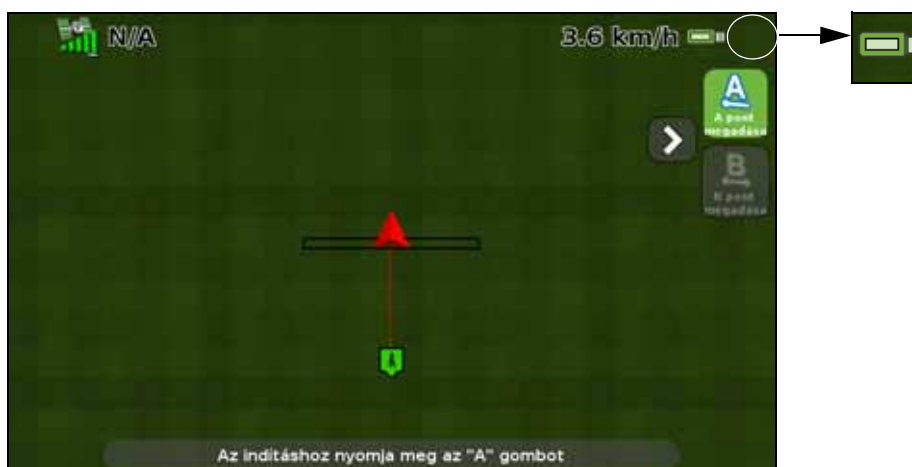 N/A
3.6 km/h
A
A pont
megadása
B
B pont
megadása
Az indításhoz nyomja meg az "A" gombot